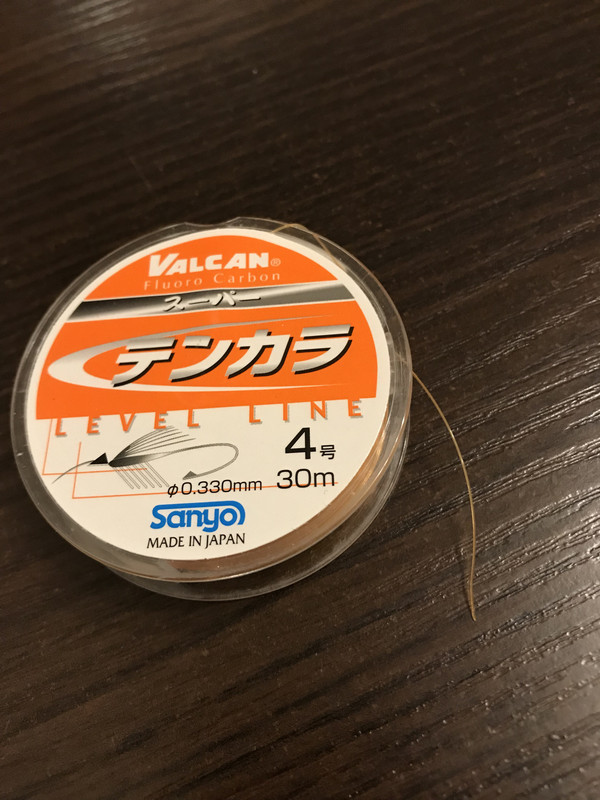 VALCAN®
Fluoro Carbon
スーパー
テンカラ
LEVEL LINE
4号
φ0.330mm 30m
Sanyo
MADE IN JAPAN